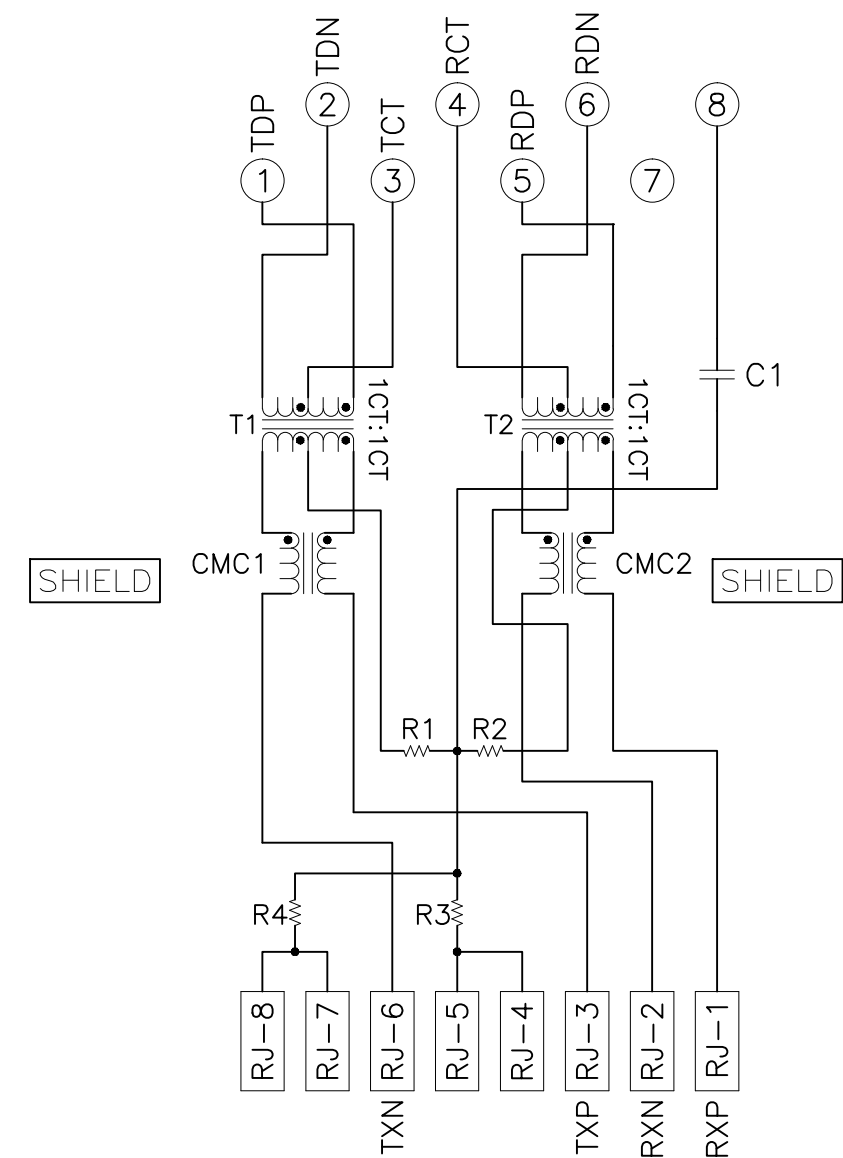 TDP
TDN
TCT
RCT
RDP
RDN
1
2
3
4
5
6
7
8
T1
1CT:1CT
T2
1CT:1CT
C1
SHIELD
CMC1
CMC2
SHIELD
R1
R2
R4
R3
RJ-8
RJ-7
RJ-6
RJ-5
RJ-4
RJ-3
RJ-2
RJ-1
TXN
TXP
RXN
RXP